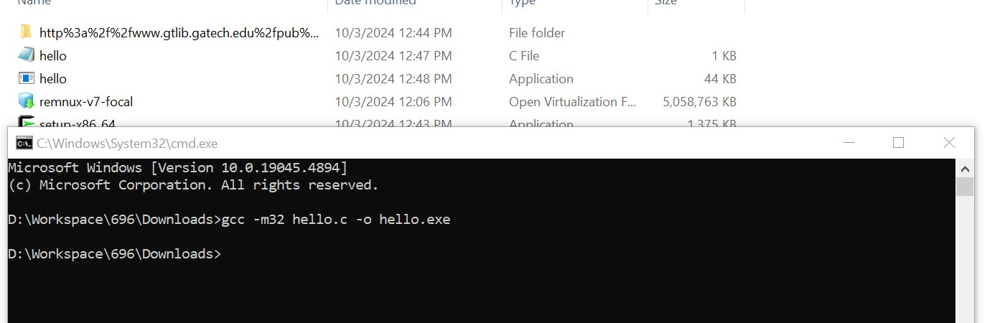 Name Date modified Type Size
http%3a%2f%2fwww.gtlib.gatech.edu%2fpub%... 10/3/2024 12:44 PM File folder
hello 10/3/2024 12:47 PM C File 1 KB
hello 10/3/2024 12:48 PM Application 44 KB
remnux-v7-focal 10/3/2024 12:06 PM Open Virtualization F... 5,058,763 KB
setup-x86_64 10/3/2024 12:43 PM Application 1,375 KB
C:\Windows\System32\cmd.exe
Microsoft Windows [Version 10.0.19045.4894]
(c) Microsoft Corporation. All rights reserved.
D:\Workspace\696\Downloads>gcc -m32 hello.c -o hello.exe
D:\Workspace\696\Downloads>